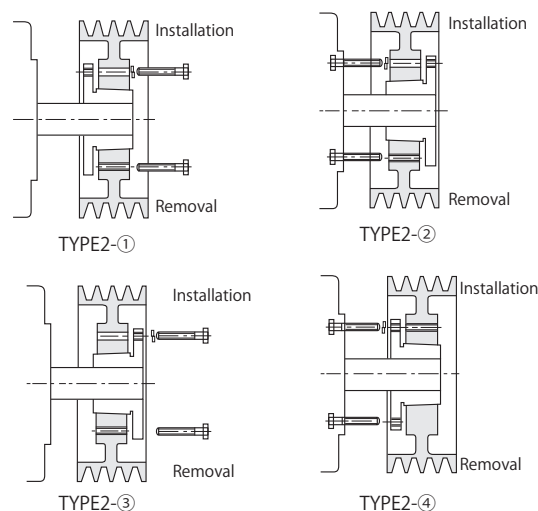 Installation
Removal
TYPE2-①
Installation
Removal
TYPE2-②
Installation
Removal
TYPE2-③
Installation
Removal
TYPE2-④